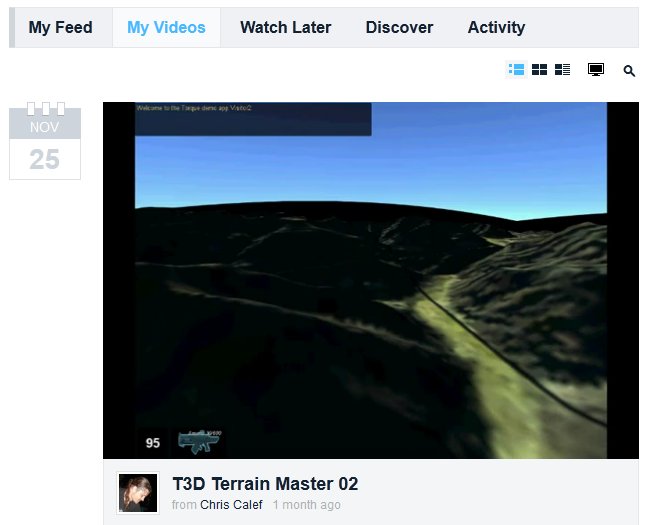 My Feed My Videos Watch Later Discover Activity
NOV
25
Welcome to the Torque demo app, Visitor2
95
T3D Terrain Master 02
from Chris Calef 1 month ago